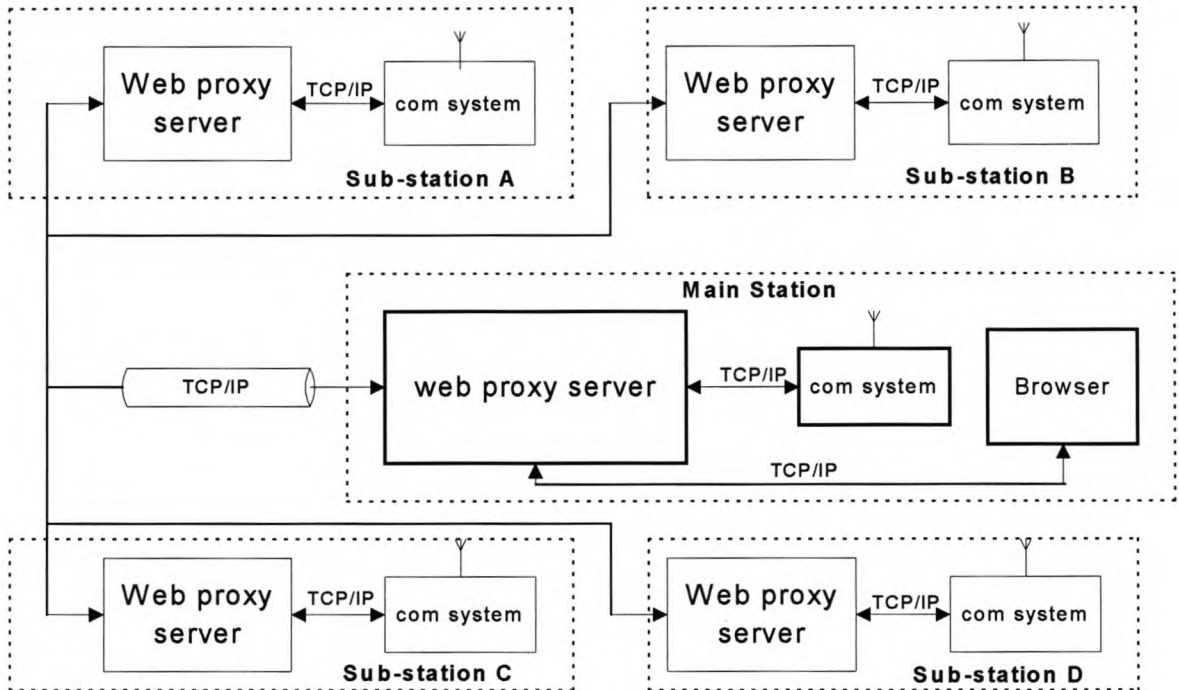 Web proxy
server
TCP/IP
com system
Sub-station A
Web proxy
server
TCP/IP
com system
Sub-station B
Main Station
TCP/IP
web proxy server
TCP/IP
com system
Browser
TCP/IP
Web proxy
server
TCP/IP
com system
Sub-station C
Web proxy
server
TCP/IP
com system
Sub-station D